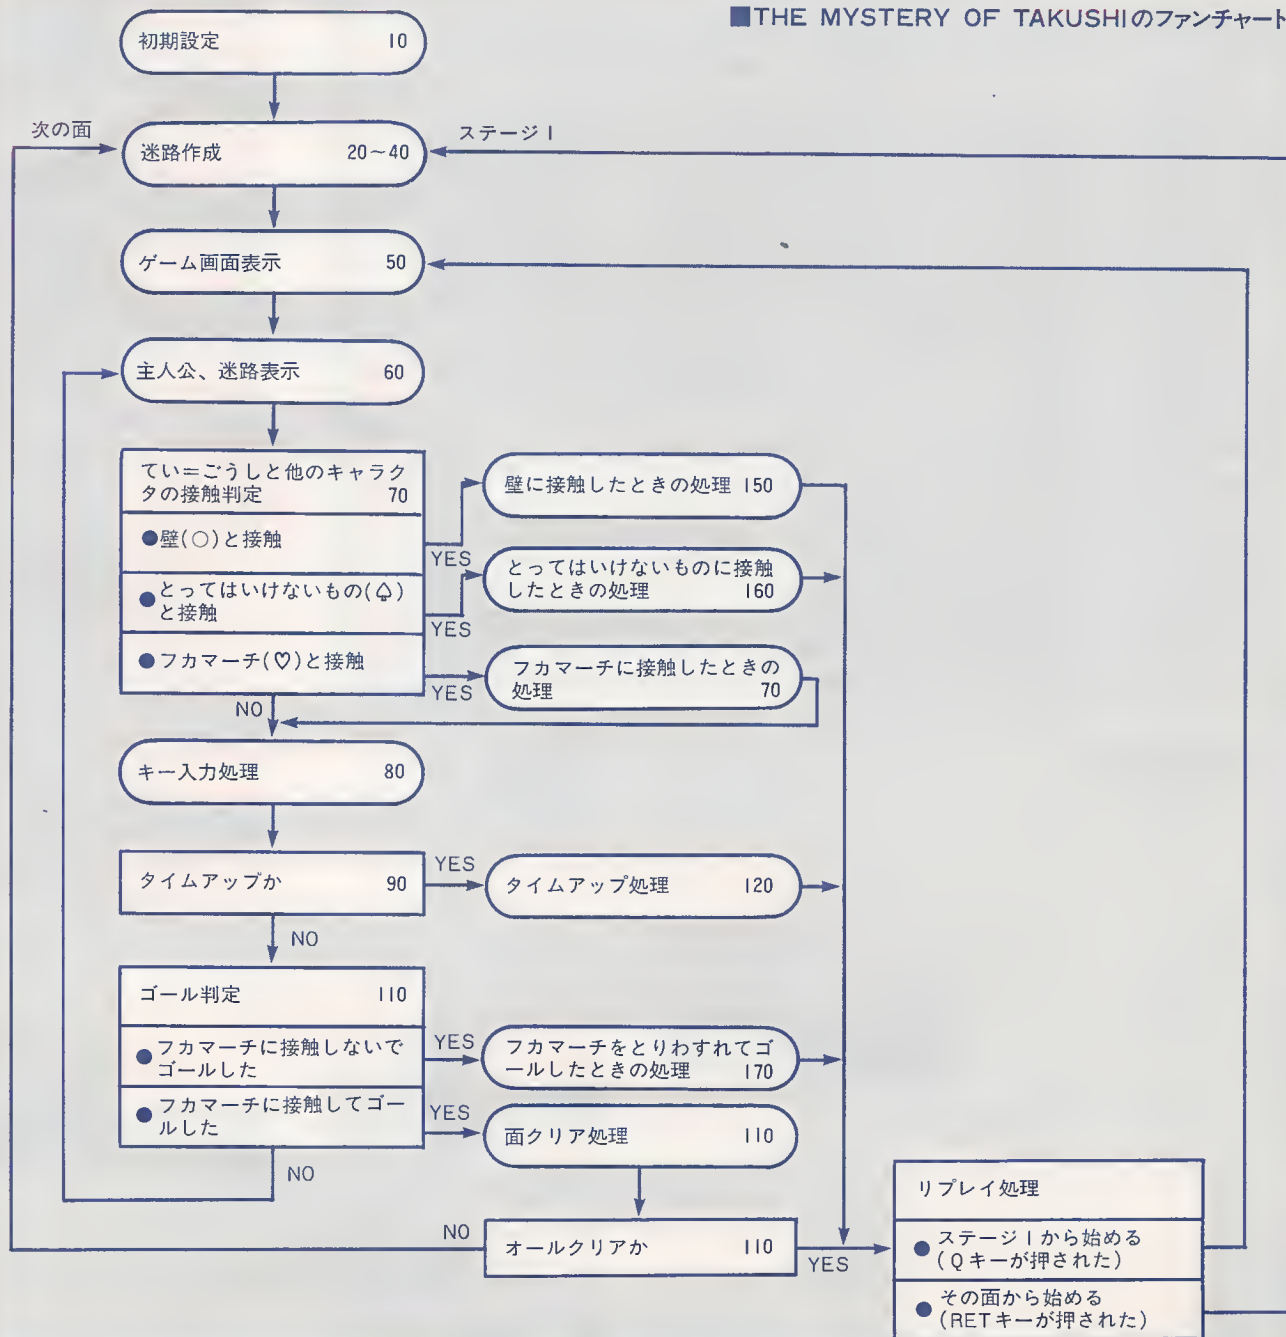 ■THE MYSTERY OF TAKUSHIのファンチャート
初期設定 10
次の面
ステージ1
迷路作成 20～40
ゲーム画面表示 50
主人公、迷路表示 60
てい=ごうしと他のキャラク
タの接触判定 70
●壁(○)と接触
YES
壁に接触したときの処理 150
●とってはいけないもの(♤)
と接触
YES
とってはいけないものに接触
したときの処理 160
●フカマーチ(♡)と接触
YES
フカマーチに接触したときの
処理 70
NO
キー入力処理 80
タイムアップか 90
YES
タイムアップ処理 120
NO
ゴール判定 110
●フカマーチに接触しないで
ゴールした
YES
フカマーチをとりわすれてゴ
ールしたときの処理 170
●フカマーチに接触してゴー
ルした
YES
面クリア処理 110
NO
NO
オールクリアか 110
YES
リプレイ処理
●ステージ1から始める
(Qキーが押された)
●その面から始める
(RETキーが押された)